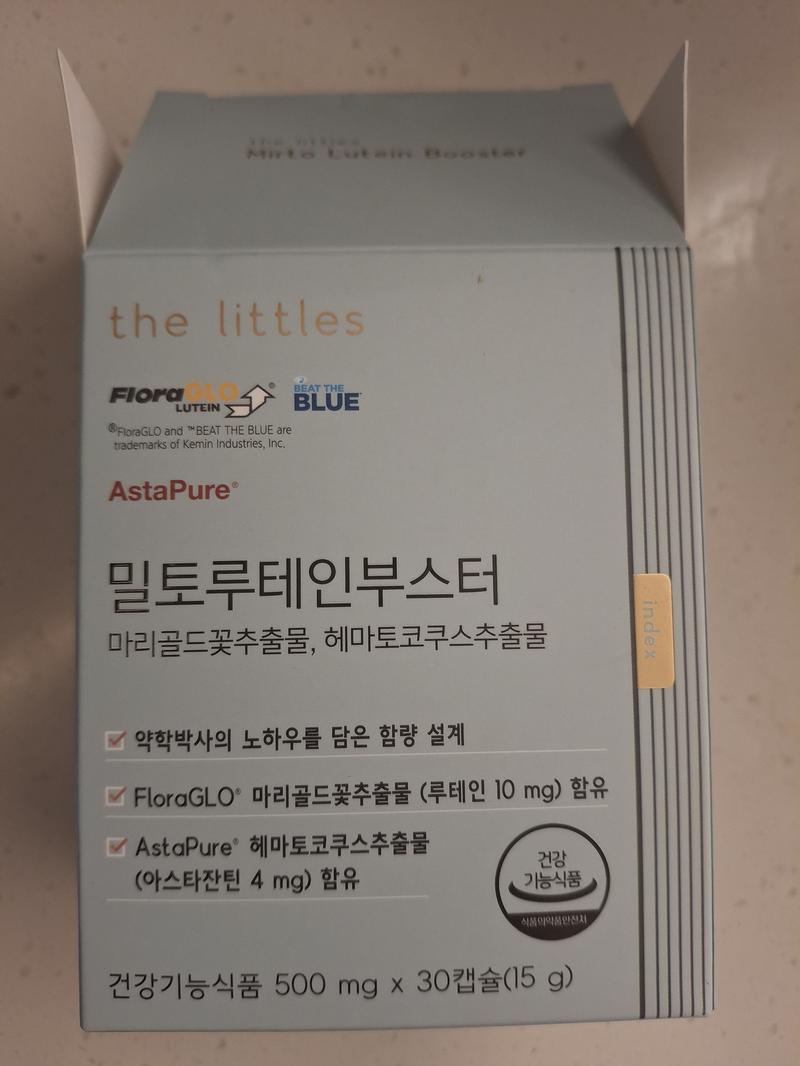 the littles
Mirto Lutein Booster
the littles
FloraGLO®
LUTEIN
BEAT THE
BLUE™
®FloraGLO and ™BEAT THE BLUE are
trademarks of Kemin Industries, Inc.
AstaPure®
밀토루테인부스터
마리골드꽃추출물, 헤마토코쿠스추출물
index
약학박사의 노하우를 담은 함량 설계
FloraGLO® 마리골드꽃추출물 (루테인 10 mg) 함유
AstaPure® 헤마토코쿠스추출물
(아스타잔틴 4 mg) 함유
건강
기능식품
식품의약품안전처
건강기능식품 500 mg x 30캡슐(15 g)